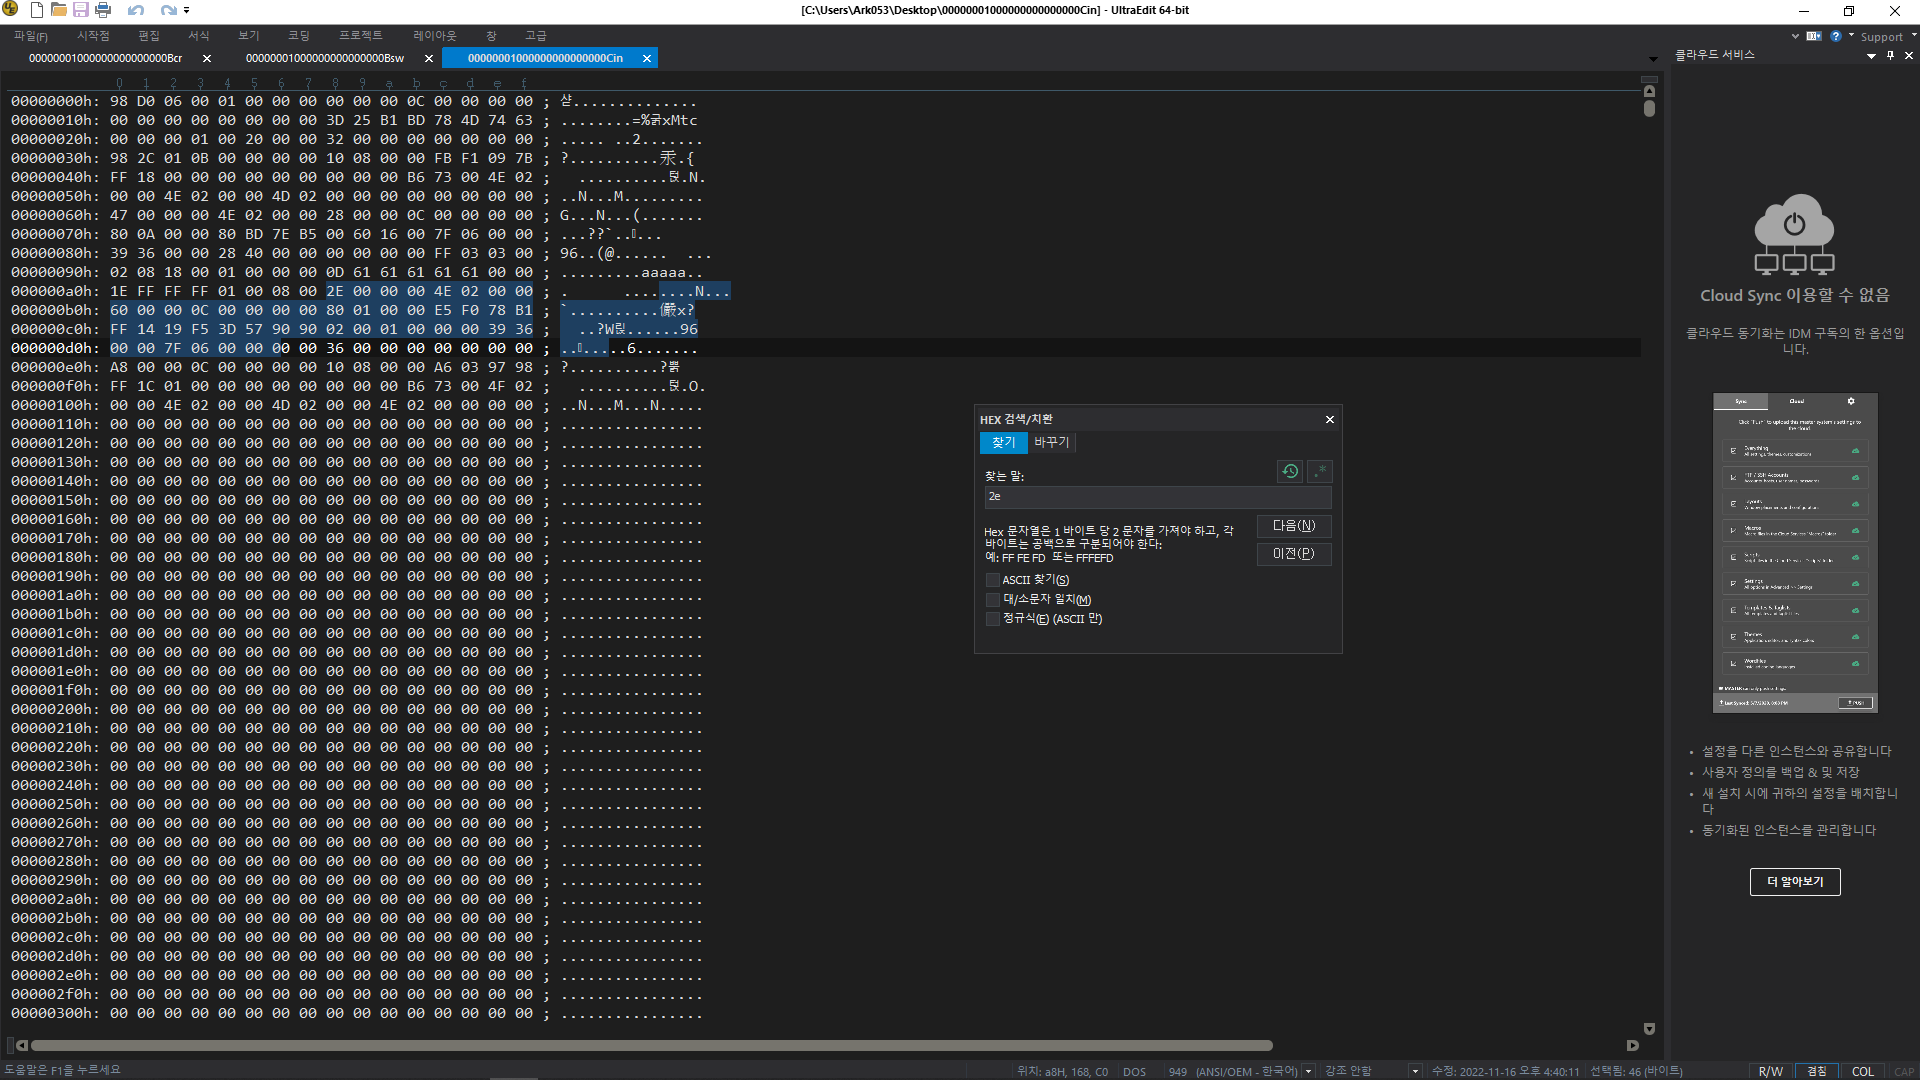 [C:\Users\Ark053\Desktop\00000001000000000000000Cin] - UltraEdit 64-bit
파일(F) 시작점 편집 서식 보기 코딩 프로젝트 레이아웃 창 고급
Support
00000001000000000000000Bcr
00000001000000000000000Bsw
00000001000000000000000Cin
클라우드 서비스
0 1 2 3 4 5 6 7 8 9 a b c d e f
00000000h: 98 D0 06 00 01 00 00 00 00 00 00 0C 00 00 00 00 ; 샫..............
00000010h: 00 00 00 00 00 00 00 00 3D 25 B1 BD 78 4D 74 63 ; ........=%굵xMtc
00000020h: 00 00 00 01 00 20 00 00 32 00 00 00 00 00 00 00 ; ..... ..2.......
00000030h: 98 2C 01 0B 00 00 00 00 10 08 00 00 FB F1 09 7B ;
00000040h: FF 18 00 00 00 00 00 00 00 00 00 B6 73 00 4E 02 ;
00000050h: 00 00 4E 02 00 00 4D 02 00 00 00 00 00 00 00 00 ; ..N...M.........
00000060h: 47 00 00 00 4E 02 00 00 28 00 00 0C 00 00 00 00 ; G...N...(.......
00000070h: 80 0A 00 00 80 BD 7E B5 00 60 16 00 7F 06 00 00 ;
00000080h: 39 36 00 00 28 40 00 00 00 00 00 00 FF 03 03 00 ; 96..(@...... ...
00000090h: 02 08 18 00 01 00 00 00 0D 61 61 61 61 61 00 00 ; .........aaaaa..
000000a0h: 1E FF FF FF 01 00 08 00 2E 00 00 00 4E 02 00 00 ; . ........N...
000000b0h: 60 00 00 0C 00 00 00 00 80 01 00 00 E5 F0 78 B1 ;
000000c0h: FF 14 19 F5 3D 57 90 90 02 00 01 00 00 00 39 36 ;
000000d0h: 00 00 7F 06 00 00 00 00 36 00 00 00 00 00 00 00 ;
000000e0h: A8 00 00 0C 00 00 00 00 10 08 00 00 A6 03 97 98 ;
000000f0h: FF 1C 01 00 00 00 00 00 00 00 00 B6 73 00 4F 02 ;
00000100h: 00 00 4E 02 00 00 4D 02 00 00 4E 02 00 00 00 00 ; ..N...M...N.....
00000110h: 00 00 00 00 00 00 00 00 00 00 00 00 00 00 00 00 ; ................
00000120h: 00 00 00 00 00 00 00 00 00 00 00 00 00 00 00 00 ; ................
00000130h: 00 00 00 00 00 00 00 00 00 00 00 00 00 00 00 00 ; ................
00000140h: 00 00 00 00 00 00 00 00 00 00 00 00 00 00 00 00 ; ................
00000150h: 00 00 00 00 00 00 00 00 00 00 00 00 00 00 00 00 ; ................
00000160h: 00 00 00 00 00 00 00 00 00 00 00 00 00 00 00 00 ; ................
00000170h: 00 00 00 00 00 00 00 00 00 00 00 00 00 00 00 00 ; ................
00000180h: 00 00 00 00 00 00 00 00 00 00 00 00 00 00 00 00 ; ................
00000190h: 00 00 00 00 00 00 00 00 00 00 00 00 00 00 00 00 ; ................
000001a0h: 00 00 00 00 00 00 00 00 00 00 00 00 00 00 00 00 ; ................
000001b0h: 00 00 00 00 00 00 00 00 00 00 00 00 00 00 00 00 ; ................
000001c0h: 00 00 00 00 00 00 00 00 00 00 00 00 00 00 00 00 ; ................
000001d0h: 00 00 00 00 00 00 00 00 00 00 00 00 00 00 00 00 ; ................
000001e0h: 00 00 00 00 00 00 00 00 00 00 00 00 00 00 00 00 ; ................
000001f0h: 00 00 00 00 00 00 00 00 00 00 00 00 00 00 00 00 ; ................
00000200h: 00 00 00 00 00 00 00 00 00 00 00 00 00 00 00 00 ; ................
00000210h: 00 00 00 00 00 00 00 00 00 00 00 00 00 00 00 00 ; ................
00000220h: 00 00 00 00 00 00 00 00 00 00 00 00 00 00 00 00 ; ................
00000230h: 00 00 00 00 00 00 00 00 00 00 00 00 00 00 00 00 ; ................
00000240h: 00 00 00 00 00 00 00 00 00 00 00 00 00 00 00 00 ; ................
00000250h: 00 00 00 00 00 00 00 00 00 00 00 00 00 00 00 00 ; ................
00000260h: 00 00 00 00 00 00 00 00 00 00 00 00 00 00 00 00 ; ................
00000270h: 00 00 00 00 00 00 00 00 00 00 00 00 00 00 00 00 ; ................
00000280h: 00 00 00 00 00 00 00 00 00 00 00 00 00 00 00 00 ; ................
00000290h: 00 00 00 00 00 00 00 00 00 00 00 00 00 00 00 00 ; ................
000002a0h: 00 00 00 00 00 00 00 00 00 00 00 00 00 00 00 00 ; ................
000002b0h: 00 00 00 00 00 00 00 00 00 00 00 00 00 00 00 00 ; ................
000002c0h: 00 00 00 00 00 00 00 00 00 00 00 00 00 00 00 00 ; ................
000002d0h: 00 00 00 00 00 00 00 00 00 00 00 00 00 00 00 00 ; ................
000002e0h: 00 00 00 00 00 00 00 00 00 00 00 00 00 00 00 00 ; ................
000002f0h: 00 00 00 00 00 00 00 00 00 00 00 00 00 00 00 00 ; ................
00000300h: 00 00 00 00 00 00 00 00 00 00 00 00 00 00 00 00 ; ................
HEX 검색/치환
찾기 바꾸기
찾는 말:
2e
Hex 문자열은 1 바이트 당 2 문자를 가져야 하고, 각
바이트는 공백으로 구분되어야 한다:
예: FF FE FD 또는 FFFEFD
다음(N)
이전(P)
ASCII 찾기(S)
대/소문자 일치(M)
정규식(E) (ASCII 만)
Cloud Sync 이용할 수 없음
클라우드 동기화는 IDM 구독의 한 옵션입
니다.
Sync Cloud
Click "Push" to upload this master system's settings to
the cloud.
Everything
All settings, themes, customizations
FTP / SSH Accounts
Layouts
Macros
Scripts
Settings
Templates & Taglists
Themes
Wordfiles
PUSH
• 설정을 다른 인스턴스와 공유합니다
• 사용자 정의를 백업 & 및 저장
• 새 설치 시에 귀하의 설정을 배치합니
다
• 동기화된 인스턴스를 관리합니다
더 알아보기
도움말은 F1을 누르세요
위치: a8H, 168, C0 DOS 949 (ANSI/OEM - 한국어) 강조 안함 수정: 2022-11-16 오후 4:40:11 선택됨: 46 (바이트) R/W 겹침 COL CAP